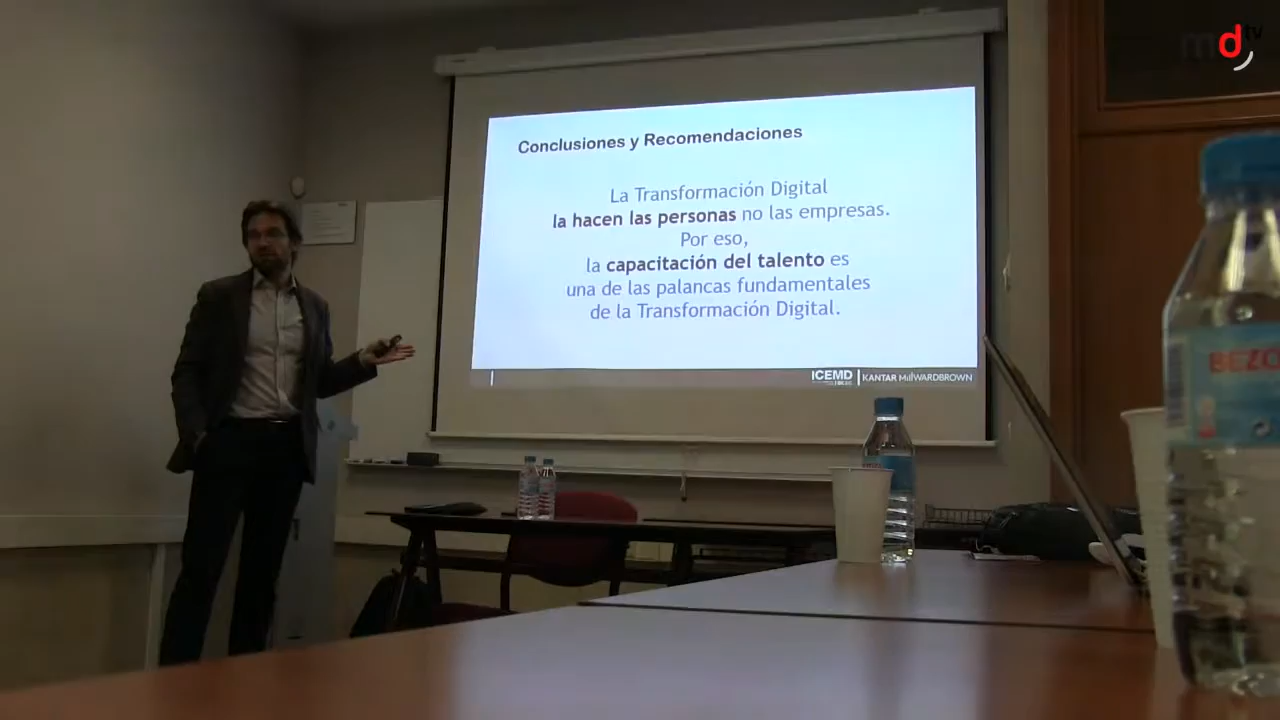 md tv
Conclusiones y Recomendaciones
La Transformación Digital
la hacen las personas no las empresas.
Por eso,
la capacitación del talento es
una de las palancas fundamentales
de la Transformación Digital.
ICEMD
KANTAR MillWARDBROWN